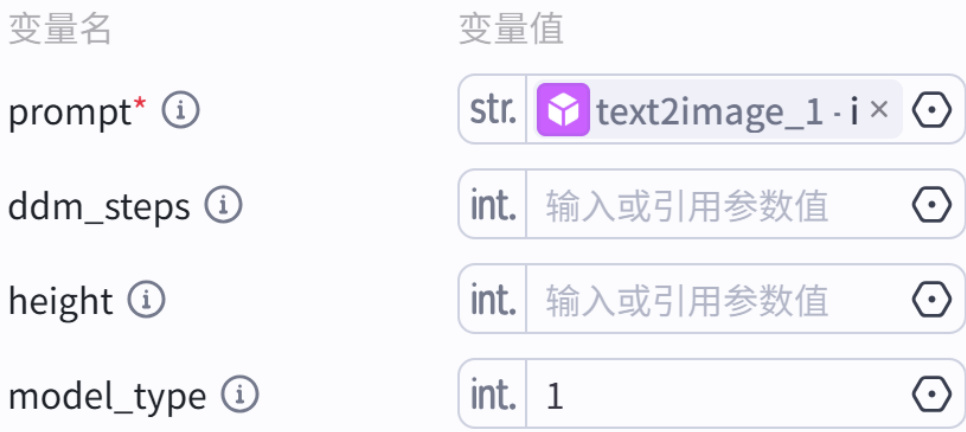 变量名 变量值
prompt* str. text2image_1 - i ×
ddm_steps int. 输入或引用参数值
height int. 输入或引用参数值
model_type int. 1